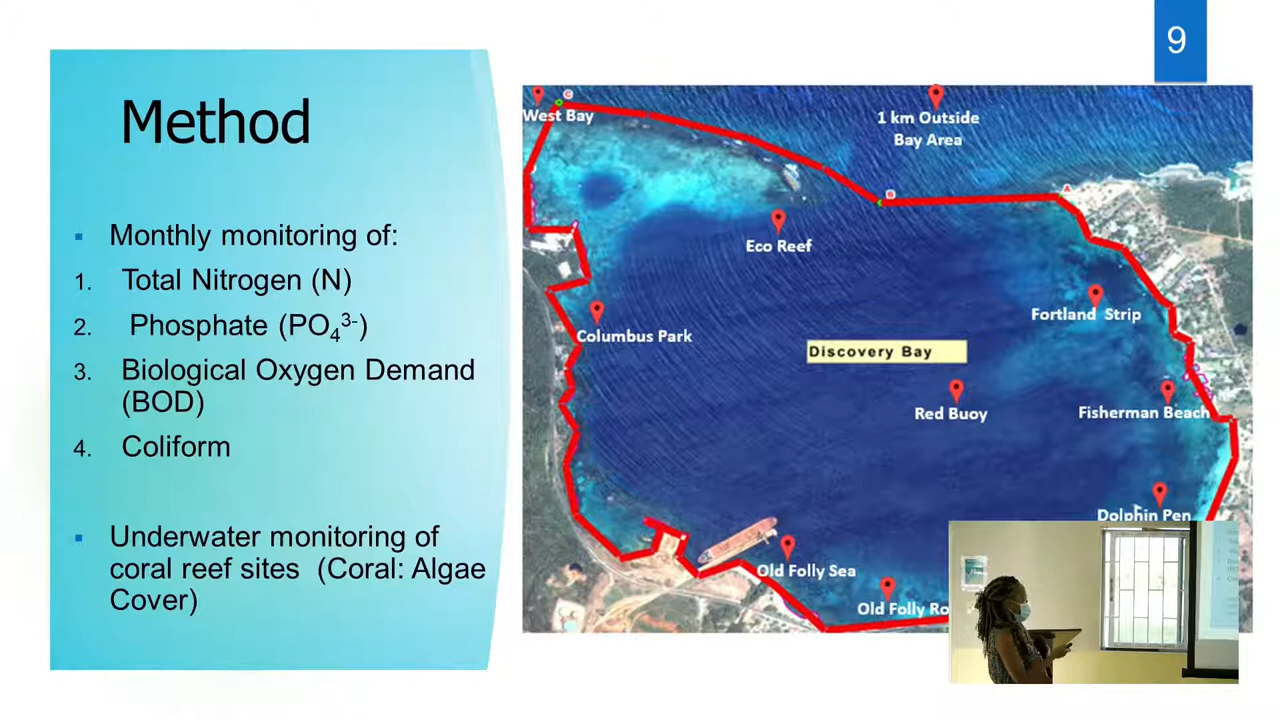 9
Method
▪ Monthly monitoring of:
1. Total Nitrogen (N)
2. Phosphate (PO₄³⁻)
3. Biological Oxygen Demand
(BOD)
4. Coliform
▪ Underwater monitoring of
coral reef sites (Coral: Algae
Cover)
C
West Bay
1 km Outside
Bay Area
B
A
Eco Reef
Fortland Strip
Columbus Park
Discovery Bay
Red Buoy
Fisherman Beach
Dolphin Pen
Old Folly Sea
Old Folly